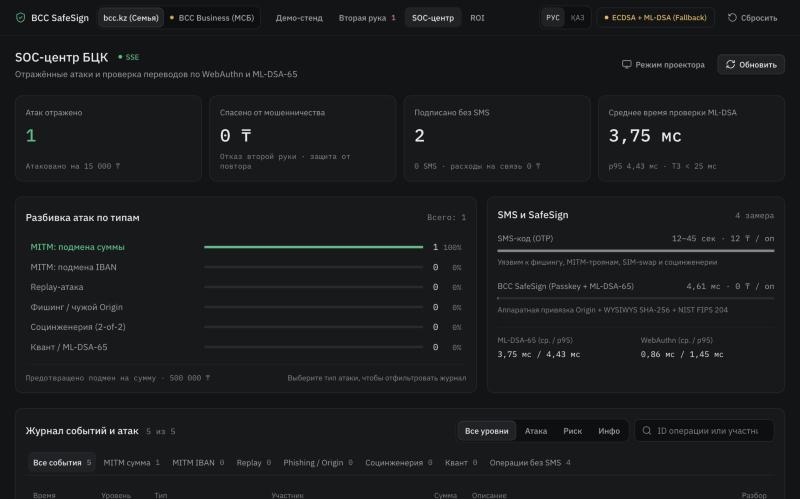 BCC SafeSign bcc.kz (Семья) BCC Business (МСБ) Демо-стенд Вторая рука 1 SOC-центр ROI РУС ҚАЗ ECDSA + ML-DSA (Fallback) Сбросить
SOC-центр БЦК SSE
Отражённые атаки и проверка переводов по WebAuthn и ML-DSA-65
Режим проектора Обновить
Атак отражено
1
Атаковано на 15 000 ₸
Спасено от мошенничества
0 ₸
Отказ второй руки · защита от
повтора
Подписано без SMS
2
0 SMS · расходы на связь 0 ₸
Среднее время проверки ML-DSA
3,75 мс
p95 4,43 мс · ТЗ < 25 мс
Разбивка атак по типам Всего: 1
MITM: подмена суммы 1 100%
MITM: подмена IBAN 0 0%
Replay-атака 0 0%
Фишинг / чужой Origin 0 0%
Социнженерия (2-of-2) 0 0%
Квант / ML-DSA-65 0 0%
Предотвращено подмен на сумму · 500 000 ₸ Выберите тип атаки, чтобы отфильтровать журнал
SMS и SafeSign 4 замера
SMS-код (OTP) 12–45 сек · 12 ₸ / оп
Уязвим к фишингу, MITM-троянам, SIM-swap и социнженерии
BCC SafeSign (Passkey + ML-DSA-65) 4,61 мс · 0 ₸ / оп
Аппаратная привязка Origin + WYSIWYS SHA-256 + NIST FIPS 204
ML-DSA-65 (ср. / p95) WebAuthn (ср. / p95)
3,75 мс / 4,43 мс 0,86 мс / 1,45 мс
Журнал событий и атак 5 из 5 Все уровни Атака Риск Инфо ID операции или участни
Все события 5 MITM сумма 1 MITM IBAN 0 Replay 0 Phishing / Origin 0 Социнженерия 0 Квант 0 Операции без SMS 4
Время Уровень Тип Участник Сумма Описание Разбор